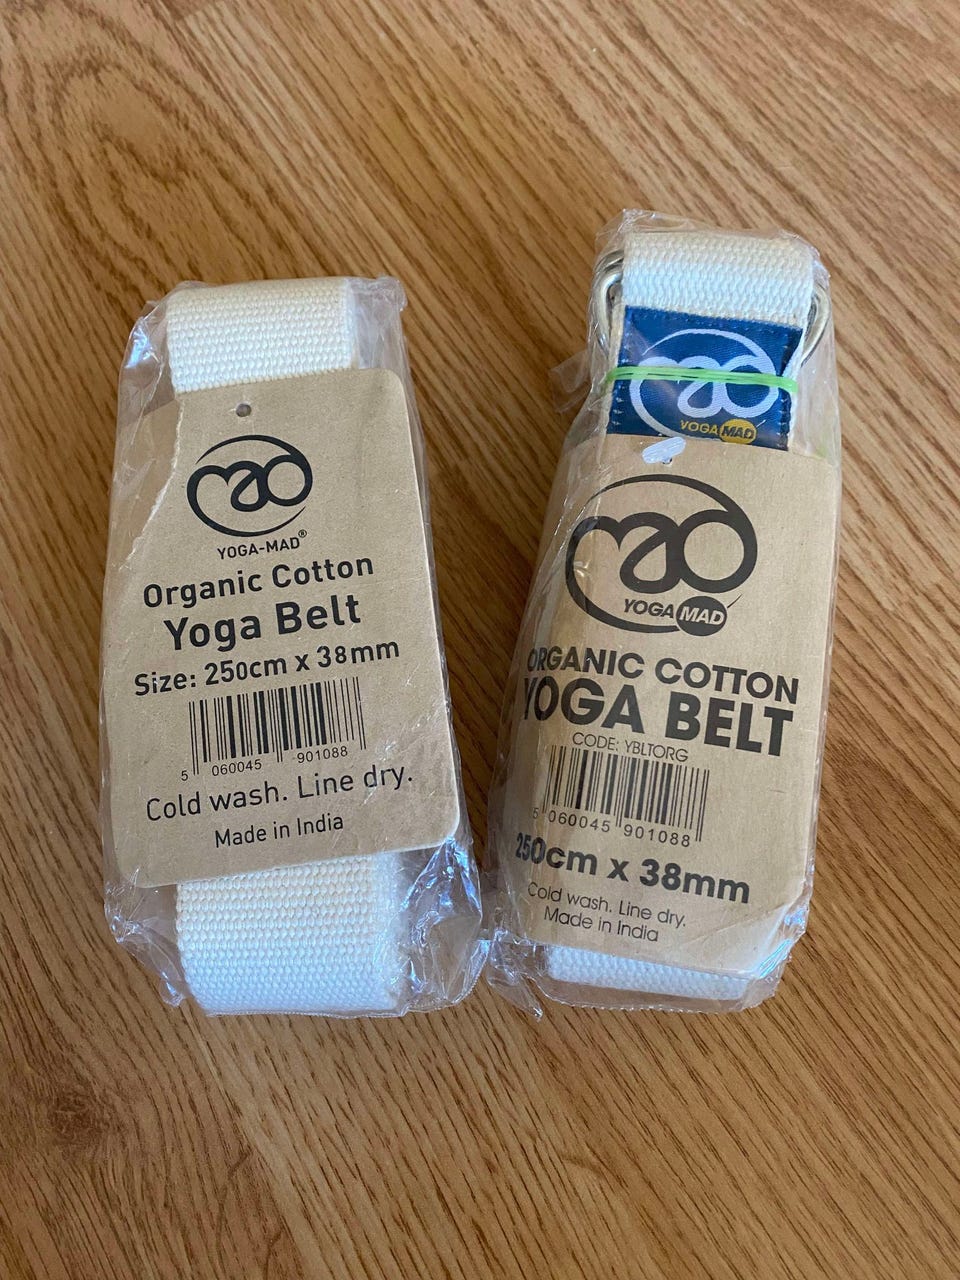 YOGA-MAD®
Organic Cotton
Yoga Belt
Size: 250cm x 38mm
5 060045 901088
Cold wash. Line dry.
Made in India
YOGA MAD
YOGA MAD
ORGANIC COTTON
YOGA BELT
CODE: YBLTORG
5 060045 901088
250cm x 38mm
Cold wash. Line dry.
Made in India